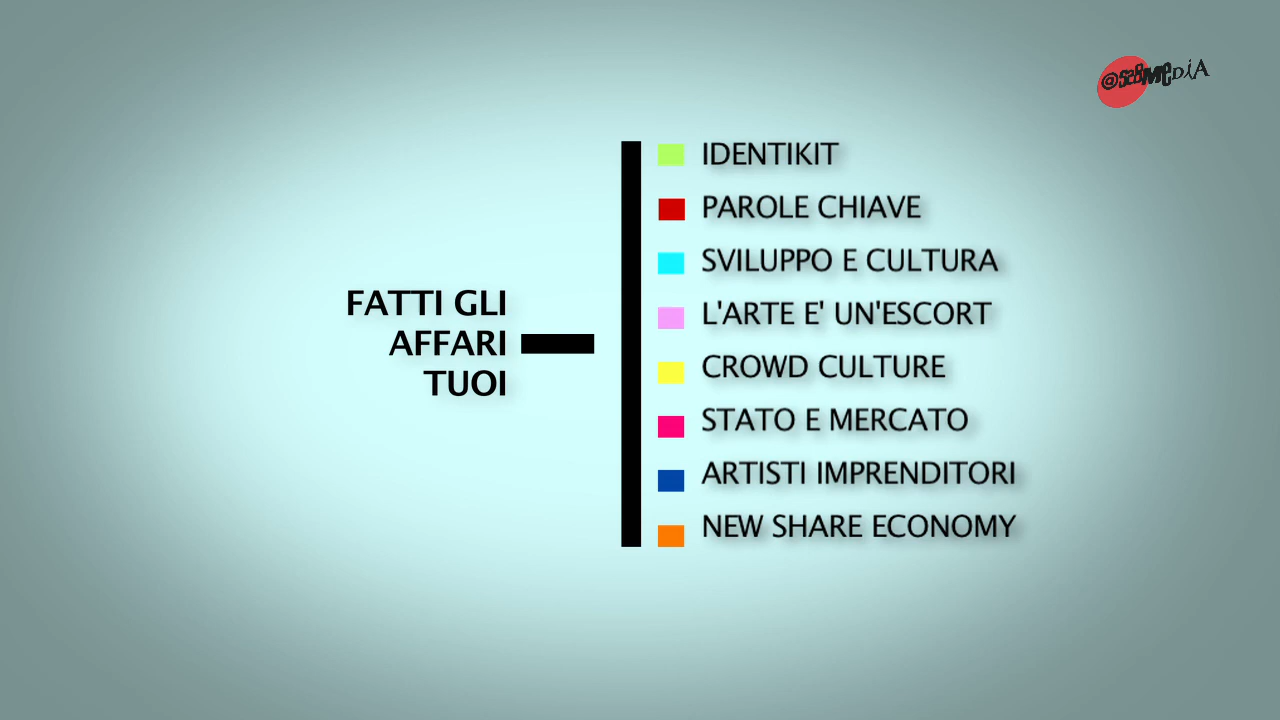 FATTI GLI
AFFARI
TUOI
IDENTIKIT
PAROLE CHIAVE
SVILUPPO E CULTURA
L'ARTE E' UN'ESCORT
CROWD CULTURE
STATO E MERCATO
ARTISTI IMPRENDITORI
NEW SHARE ECONOMY